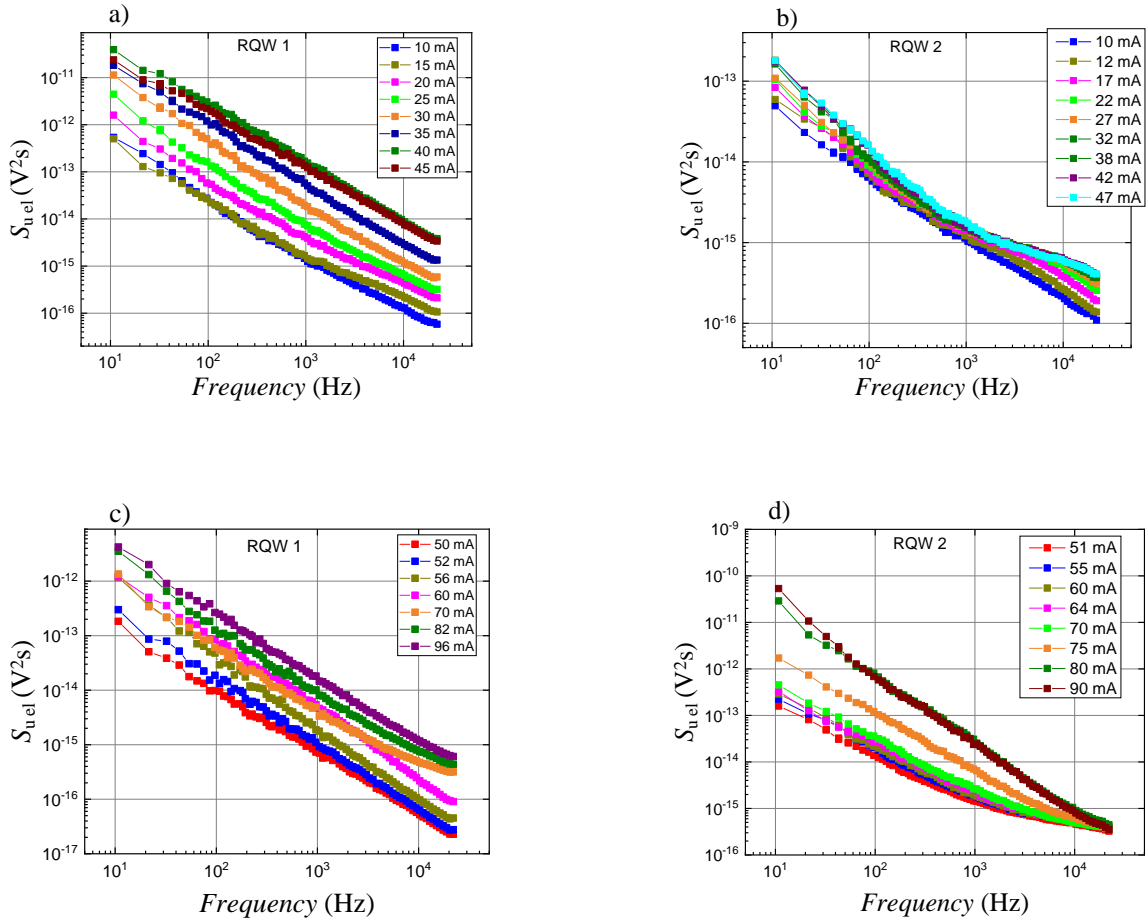 a)
RQW 1
10 mA
15 mA
20 mA
25 mA
30 mA
35 mA
40 mA
45 mA
10^-11
10^-12
10^-13
10^-14
10^-15
10^-16
S_u el (V^2s)
10^1
10^2
10^3
10^4
Frequency (Hz)
b)
RQW 2
10 mA
12 mA
17 mA
22 mA
27 mA
32 mA
38 mA
42 mA
47 mA
10^-13
10^-14
10^-15
10^-16
S_u el (V^2s)
10^1
10^2
10^3
10^4
Frequency (Hz)
c)
RQW 1
50 mA
52 mA
56 mA
60 mA
70 mA
82 mA
96 mA
10^-12
10^-13
10^-14
10^-15
10^-16
10^-17
S_u el (V^2s)
10^1
10^2
10^3
10^4
Frequency (Hz)
d)
RQW 2
51 mA
55 mA
60 mA
64 mA
70 mA
75 mA
80 mA
90 mA
10^-9
10^-10
10^-11
10^-12
10^-13
10^-14
10^-15
10^-16
S_u el (V^2s)
10^1
10^2
10^3
10^4
Frequency (Hz)